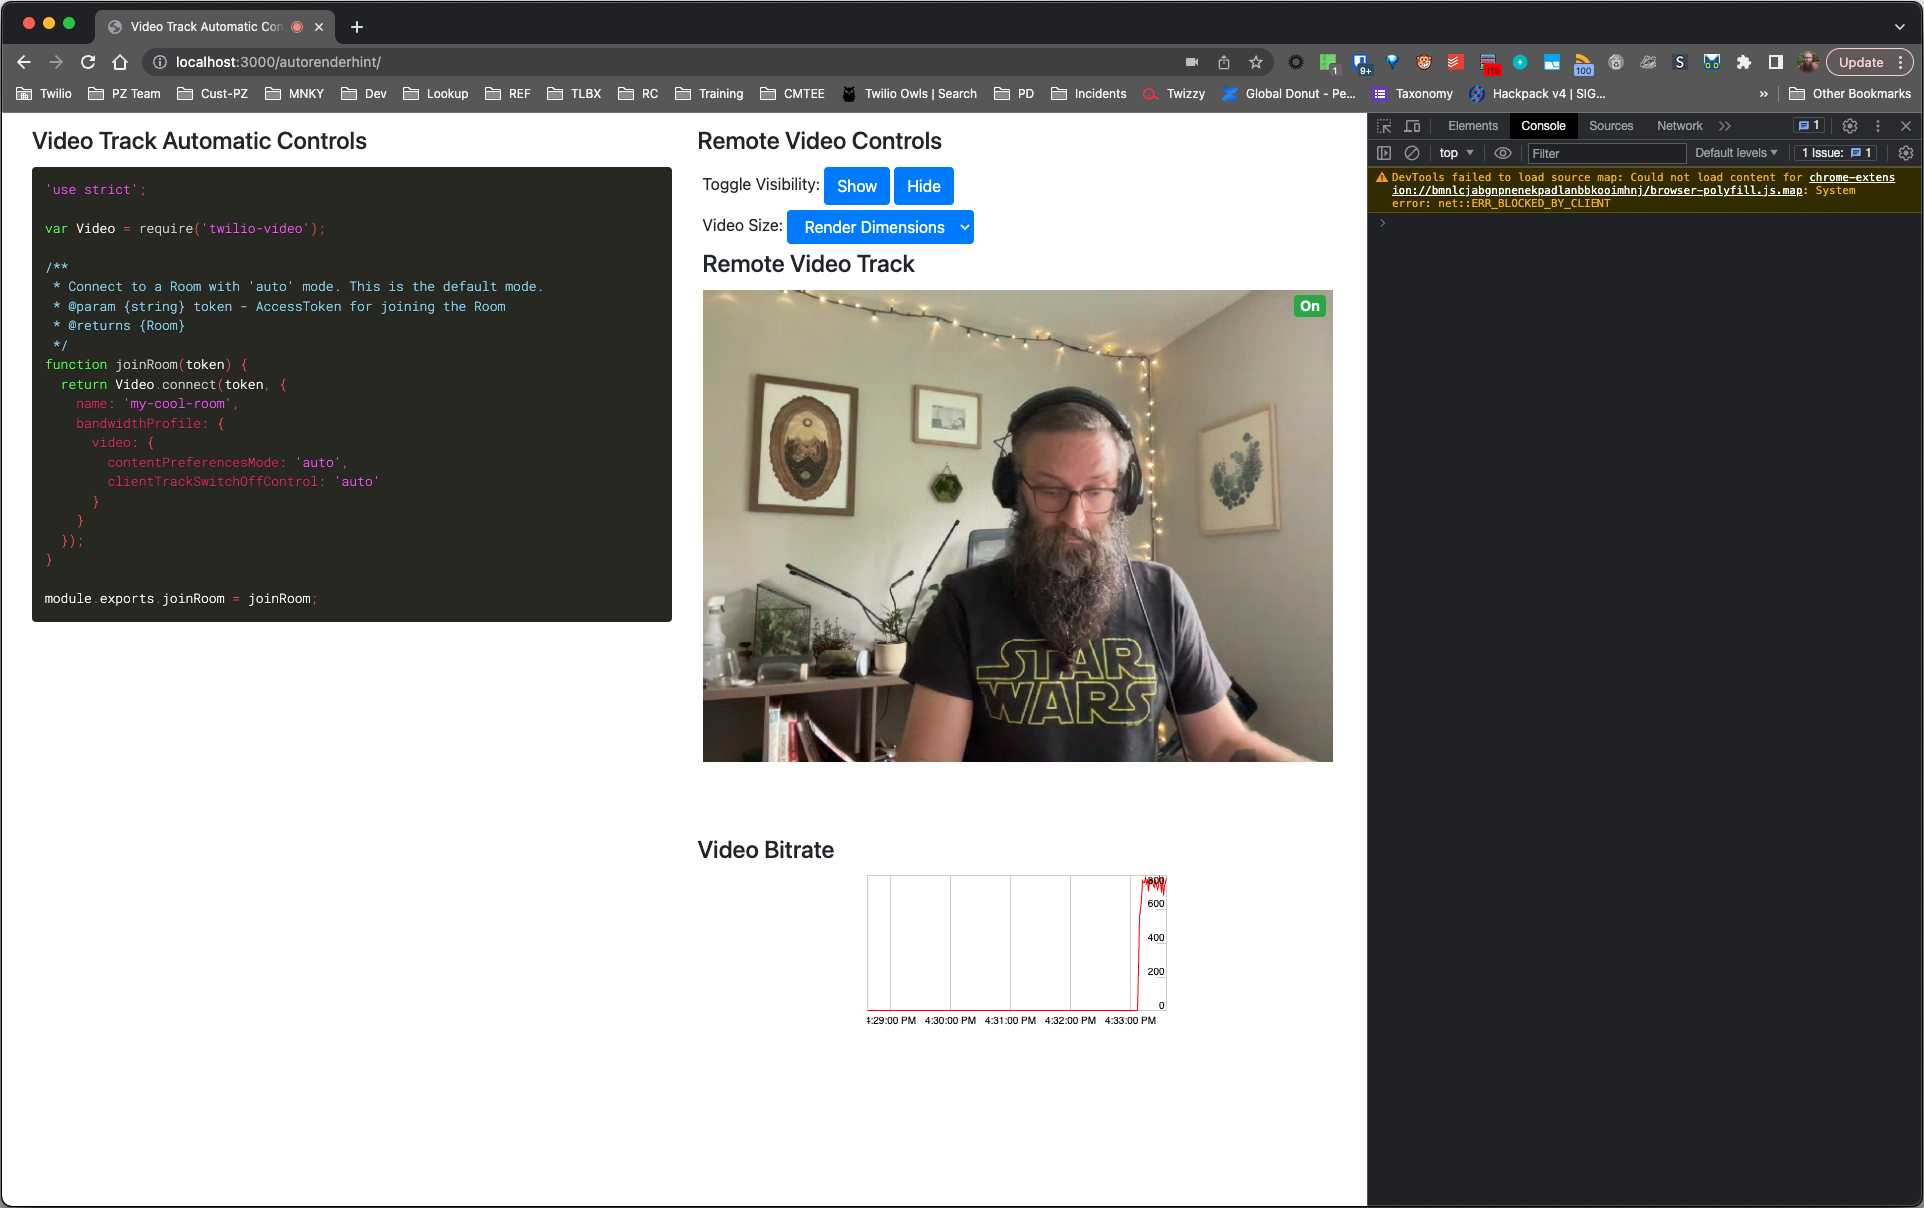 Video Track Automatic Con
localhost:3000/autorenderhint/
1
9+
115
100
S
Update
Twilio
PZ Team
Cust-PZ
MNKY
Dev
Lookup
REF
TLBX
RC
Training
CMTEE
Twilio Owls | Search
PD
Incidents
Twizzy
Global Donut - Pe...
Taxonomy
Hackpack v4 | SIG...
»
Other Bookmarks
Video Track Automatic Controls
'use strict';
var Video = require('twilio-video');
/**
* Connect to a Room with 'auto' mode. This is the default mode.
* @param {string} token - AccessToken for joining the Room
* @returns {Room}
*/
function joinRoom(token) {
return Video.connect(token, {
name: 'my-cool-room',
bandwidthProfile: {
video: {
contentPreferencesMode: 'auto',
clientTrackSwitchOffControl: 'auto'
}
}
});
}
module.exports.joinRoom = joinRoom;
Remote Video Controls
Toggle Visibility: Show Hide
Video Size: Render Dimensions
Remote Video Track
On
STAR
WARS
Video Bitrate
800
600
400
200
0
4:29:00 PM 4:30:00 PM 4:31:00 PM 4:32:00 PM 4:33:00 PM
Elements
Console
Sources
Network
»
1
top
Filter
Default levels
1 Issue: 1
DevTools failed to load source map: Could not load content for chrome-extens
ion://bmnlcjabgnpnenekpadlanbbkooimhnj/browser-polyfill.js.map: System
error: net::ERR_BLOCKED_BY_CLIENT